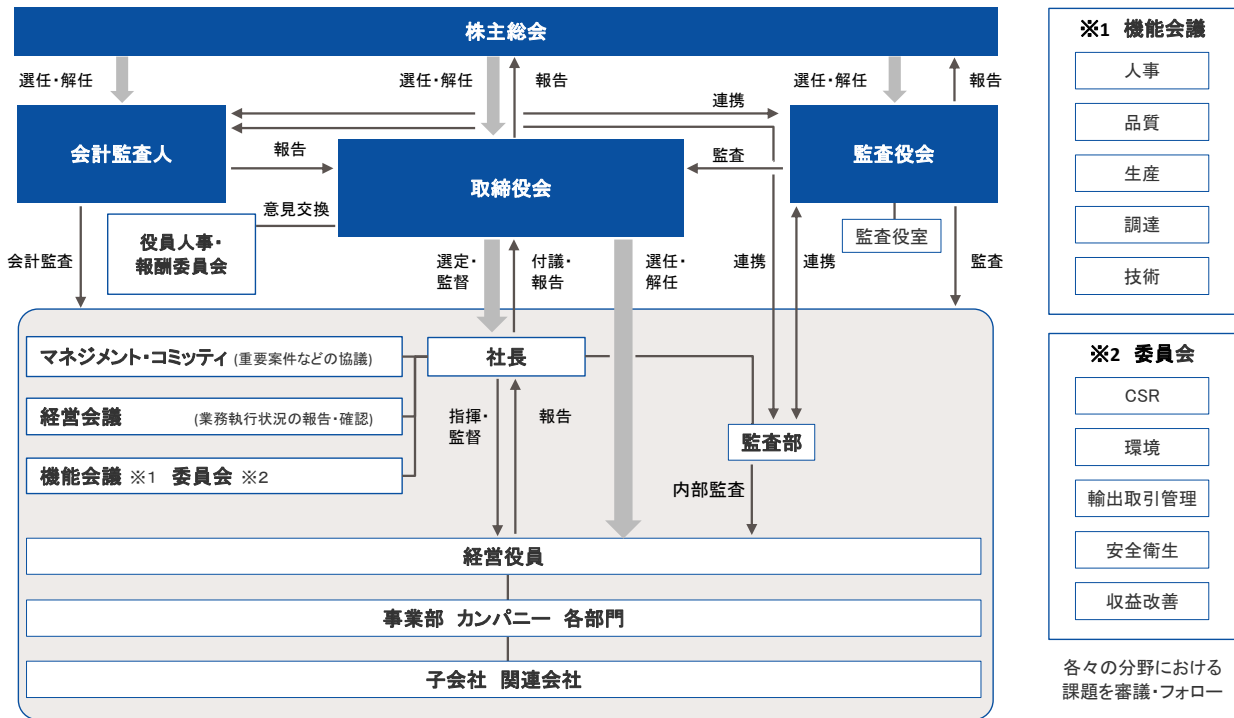 株主総会
選任・解任
選任・解任
報告
選任・解任
報告
連携
会計監査人
報告
取締役会
監査
監査役会
意見交換
役員人事・
報酬委員会
監査役室
会計監査
選定・
監督
付議・
報告
選任・
解任
連携
連携
監査
マネジメント・コミッティ (重要案件などの協議)
社長
経営会議 (業務執行状況の報告・確認)
指揮・
監督
報告
監査部
機能会議 ※1 委員会 ※2
内部監査
経営役員
事業部 カンパニー 各部門
子会社 関連会社
※1 機能会議
人事
品質
生産
調達
技術
※2 委員会
CSR
環境
輸出取引管理
安全衛生
収益改善
各々の分野における
課題を審議・フォロー